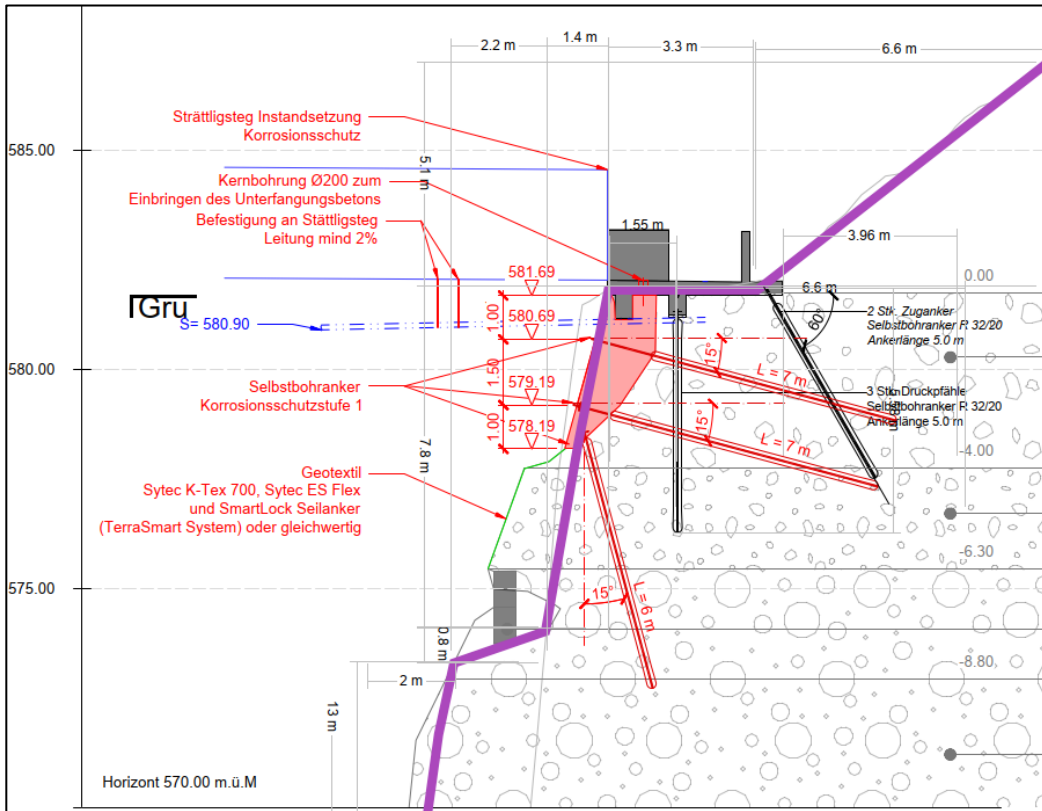 2.2 m
1.4 m
3.3 m
6.6 m
Strättligsteg Instandsetzung
Korrosionsschutz
585.00
5.1 m
Kernbohrung Ø200 zum
Einbringen des Unterfangungsbetons
Befestigung an Stättligsteg
Leitung mind 2%
1.55 m
3.96 m
581.69
0.00
6.6 m
Gru
S= 580.90
1.00
580.69
60°
2 Stk. Zuganker
Selbstbohranker R 32/20
Ankerlänge 5.0 m
580.00
15°
1.50
L = 7 m
Selbstbohranker
Korrosionsschutzstufe 1
579.19
3 Stk. Druckpfähle
Selbstbohranker R 32/20
Ankerlänge 5.0 m
15°
1.00
578.19
L = 7 m
7.8 m
-4.00
Geotextil
Sytec K-Tex 700, Sytec ES Flex
und SmartLock Seilanker
(TerraSmart System) oder gleichwertig
-6.30
575.00
15°
L = 6 m
0.8 m
-8.80
2 m
13 m
Horizont 570.00 m.ü.M